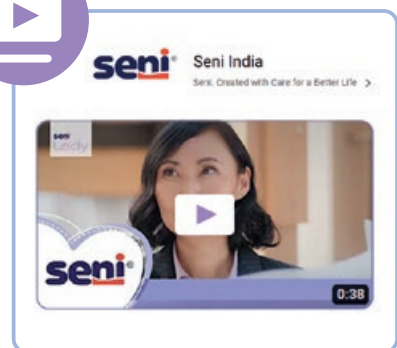 seni®
Seni India
Seni. Created with Care for a Better Life >
seni
Lady
seni®
0:38